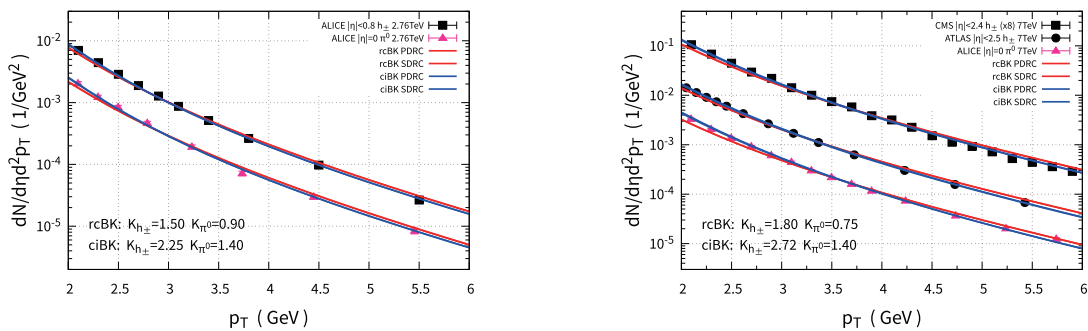 ALICE |η|<0.8 h± 2.76TeV
ALICE |η|=0 π⁰ 2.76TeV
rcBK PDRC
rcBK SDRC
ciBK PDRC
ciBK SDRC
10⁻²
10⁻³
10⁻⁴
10⁻⁵
dN/dηd²pT ( 1/GeV² )
rcBK: Kh±=1.50 Kπ⁰=0.90
ciBK: Kh±=2.25 Kπ⁰=1.40
2 2.5 3 3.5 4 4.5 5 5.5 6
pT ( GeV )
CMS |η|<2.4 h± (x8) 7TeV
ATLAS |η|<2.5 h± 7TeV
ALICE |η|=0 π⁰ 7TeV
rcBK PDRC
rcBK SDRC
ciBK PDRC
ciBK SDRC
10⁻¹
10⁻²
10⁻³
10⁻⁴
10⁻⁵
dN/dηd²pT ( 1/GeV² )
rcBK: Kh±=1.80 Kπ⁰=0.75
ciBK: Kh±=2.72 Kπ⁰=1.40
2 2.5 3 3.5 4 4.5 5 5.5 6
pT ( GeV )